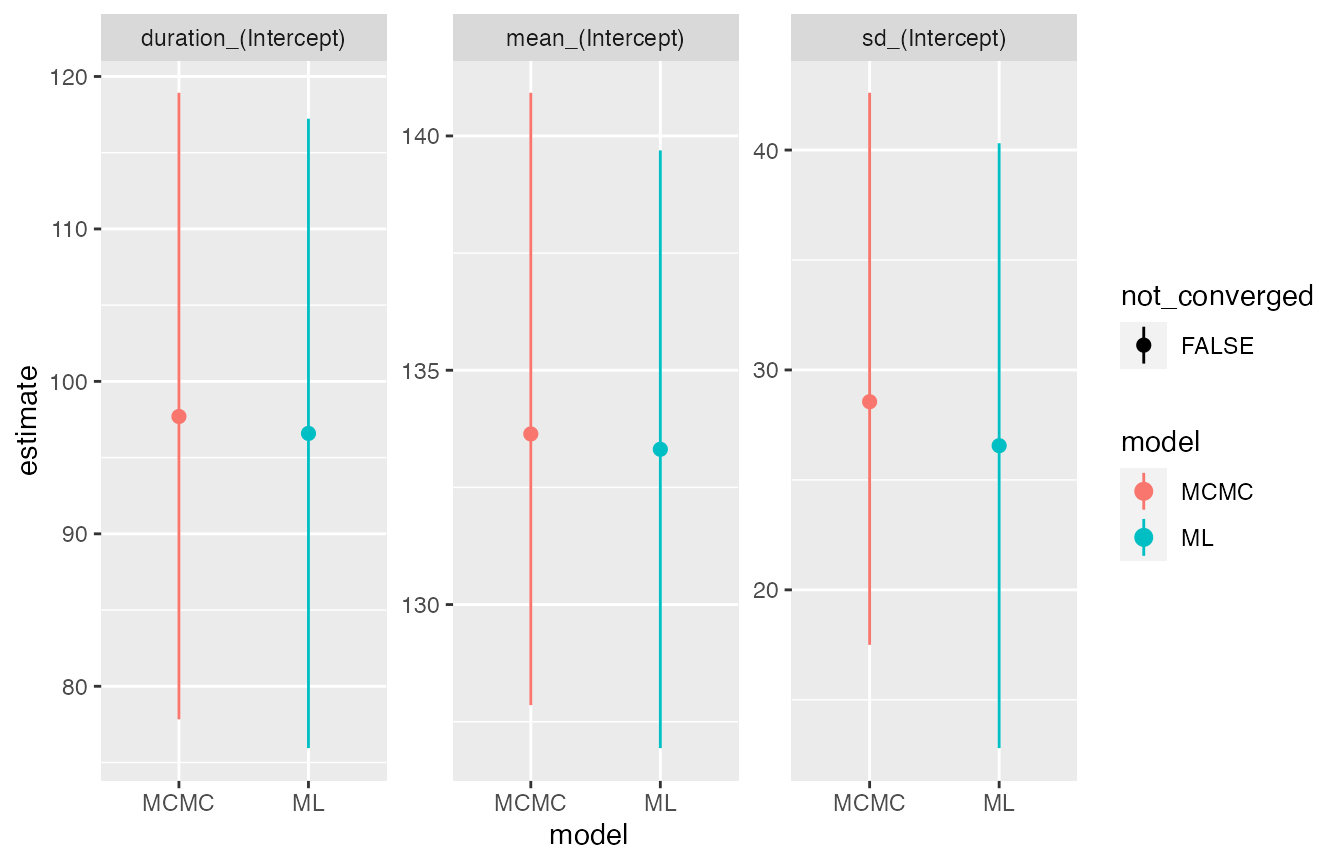 duration_(Intercept)
mean_(Intercept)
sd_(Intercept)
estimate
120
110
100
90
80
140
135
130
40
30
20
MCMC
ML
MCMC
ML
MCMC
ML
model
not_converged
FALSE
model
MCMC
ML